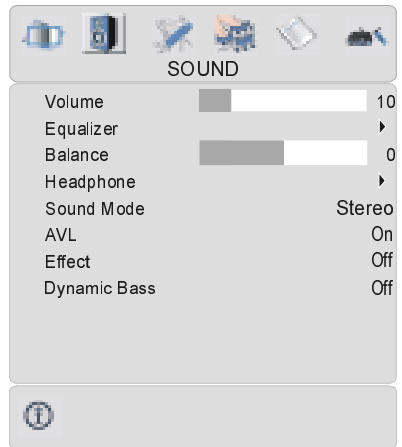 SOUND
Volume 10
Equalizer
Balance 0
Headphone
Sound Mode Stereo
AVL On
Effect Off
Dynamic Bass Off